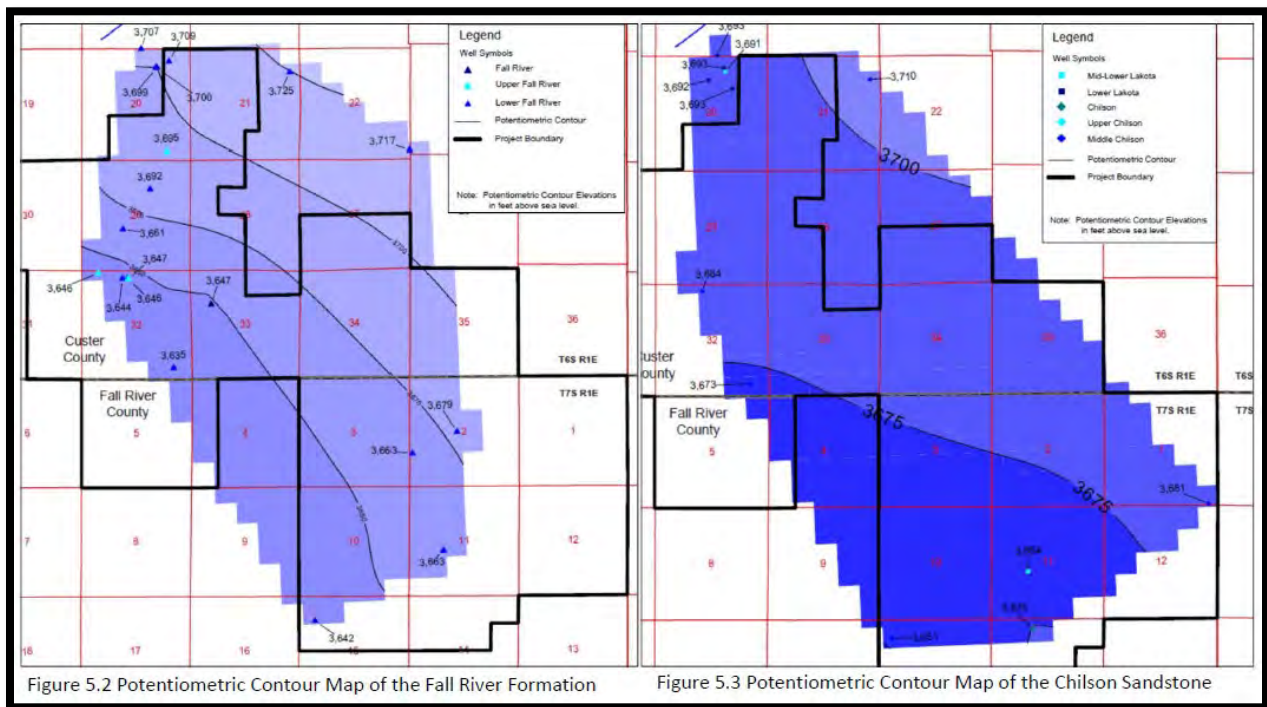 3,707
3,709
3,699
3,700
3,725
19
20
21
22
3,717
3,695
3,692
30
3,661
3700
3,647
3,647
3,646
3,644
3,646
31
32
33
34
35
36
Custer
County
T6S R1E
3,635
Fall River
County
T7S R1E
3,679
6
5
4
3
2
1
3,663
7
8
9
10
11
12
3,663
3,642
18
17
16
15
14
13
Legend
Well Symbols
Fall River
Upper Fall River
Lower Fall River
Potentiometric Contour
Project Boundary
Note: Potentiometric Contour Elevations
in feet above sea level.
Figure 5.2 Potentiometric Contour Map of the Fall River Formation
3,693
3,691
3,693
3,692
3,693
3,710
20
21
22
3700
3,684
32
36
Custer
County
T6S R1E
T6S
3,673
Fall River
County
3675
T7S R1E
T7S
5
3675
3,681
8
9
12
Legend
Well Symbols
Mid-Lower Lakota
Lower Lakota
Chilson
Upper Chilson
Middle Chilson
Potentiometric Contour
Project Boundary
Note: Potentiometric Contour Elevations
in feet above sea level.
Figure 5.3 Potentiometric Contour Map of the Chilson Sandstone